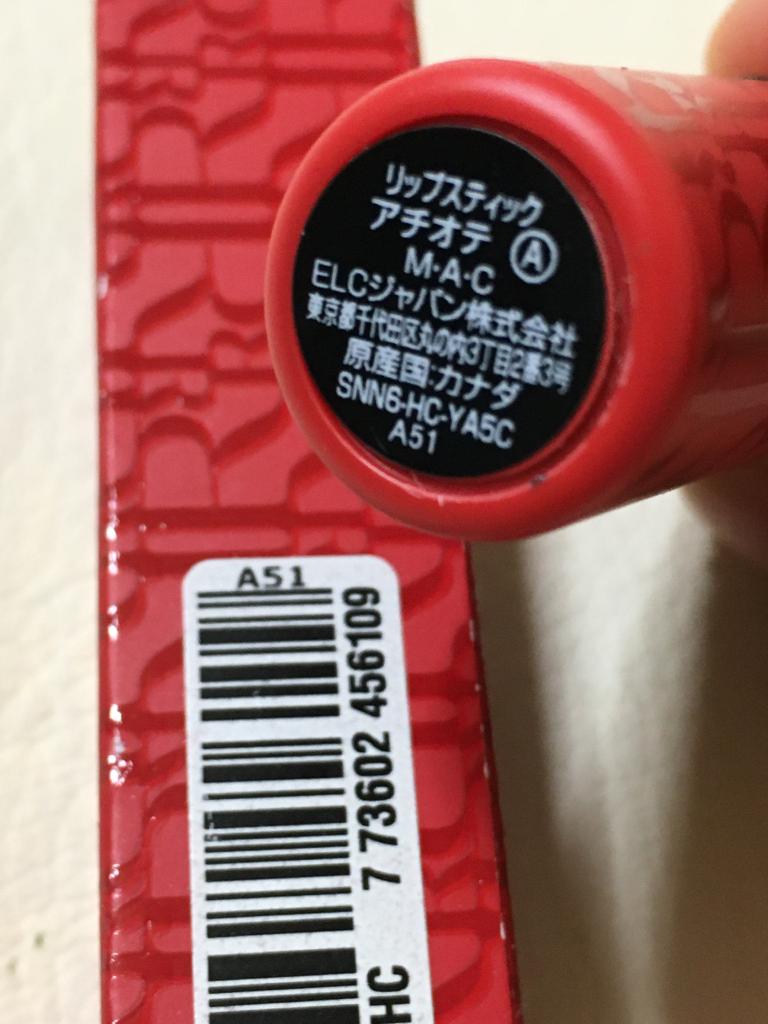 リップスティック
アチオテ Ⓐ
M·A·C
ELCジャパン株式会社
東京都千代田区丸の内3丁目2番3号
原産国:カナダ
SNN6-HC-YA5C
A51
A51
7 73602 456109
HC